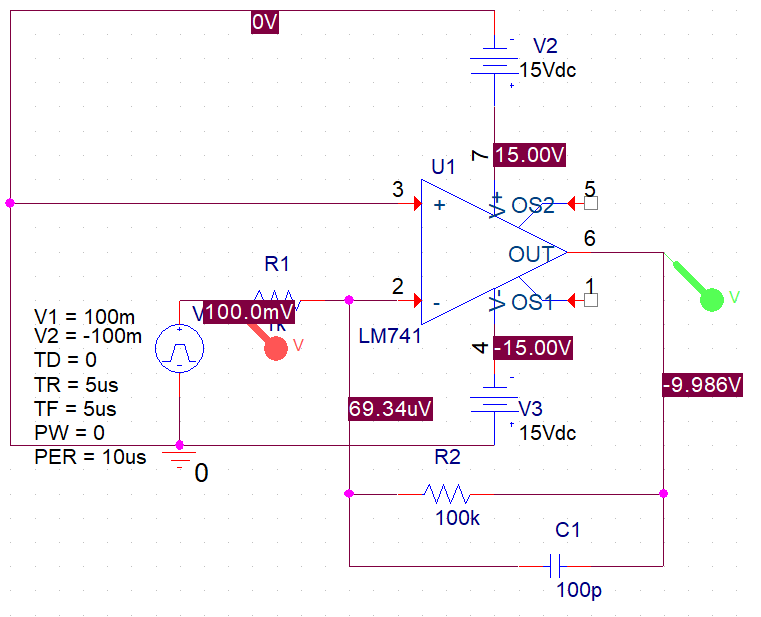 0V
V2
15Vdc
7
15.00V
U1
3
+
V+
OS2
5
6
OUT
R1
2
-
V-
OS1
1
V
100.0mV
1k
LM741
V1 = 100m
V2 = -100m
TD = 0
TR = 5us
TF = 5us
PW = 0
PER = 10us
V
V
4
-15.00V
-9.986V
69.34uV
V3
15Vdc
0
R2
100k
C1
100p